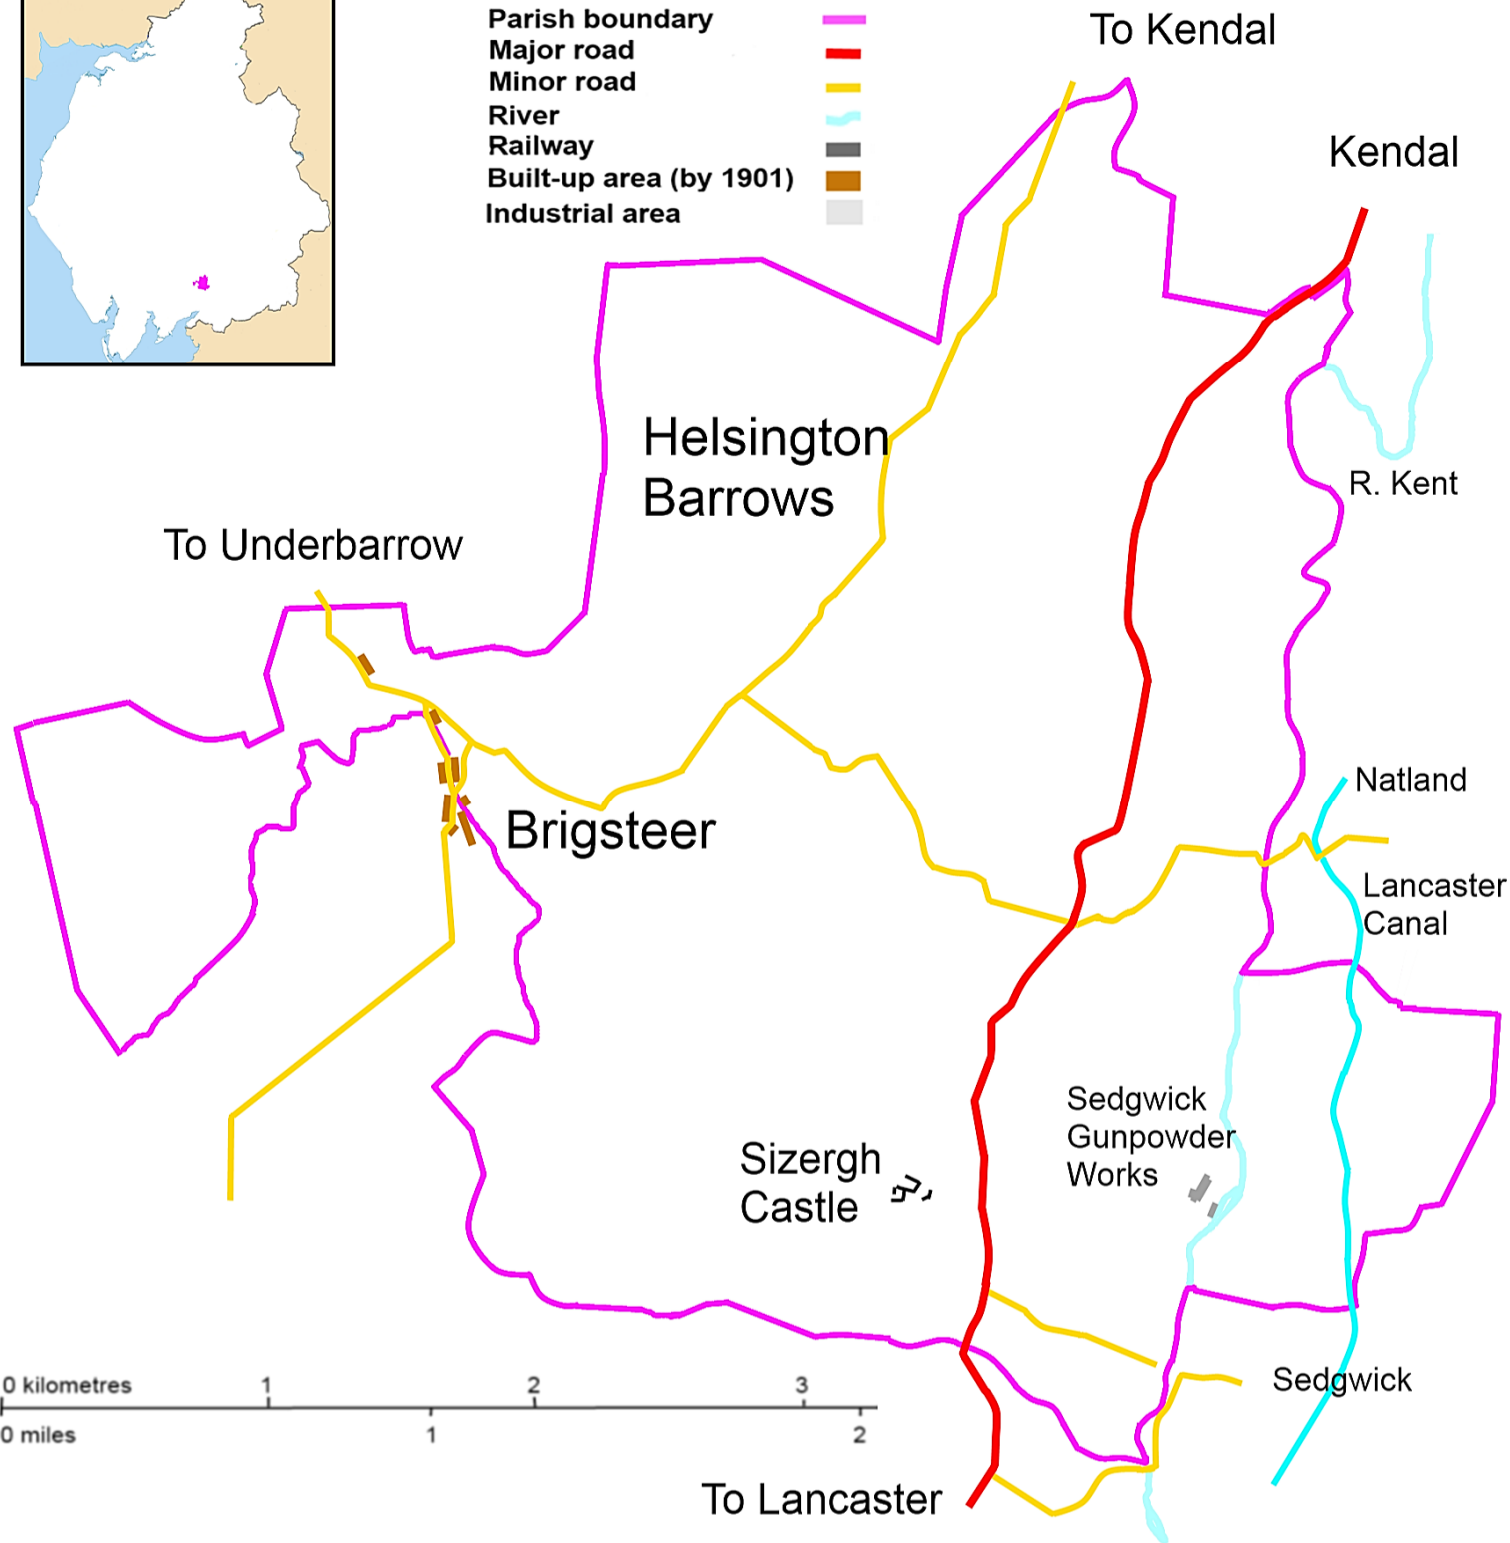 Parish boundary
Major road
Minor road
River
Railway
Built-up area (by 1901)
Industrial area
To Kendal
Kendal
Helsington
Barrows
R. Kent
To Underbarrow
Natland
Brigsteer
Lancaster
Canal
Sedgwick
Gunpowder
Works
Sizergh
Castle
Sedgwick
0 kilometres 1 2 3
0 miles 1 2
To Lancaster